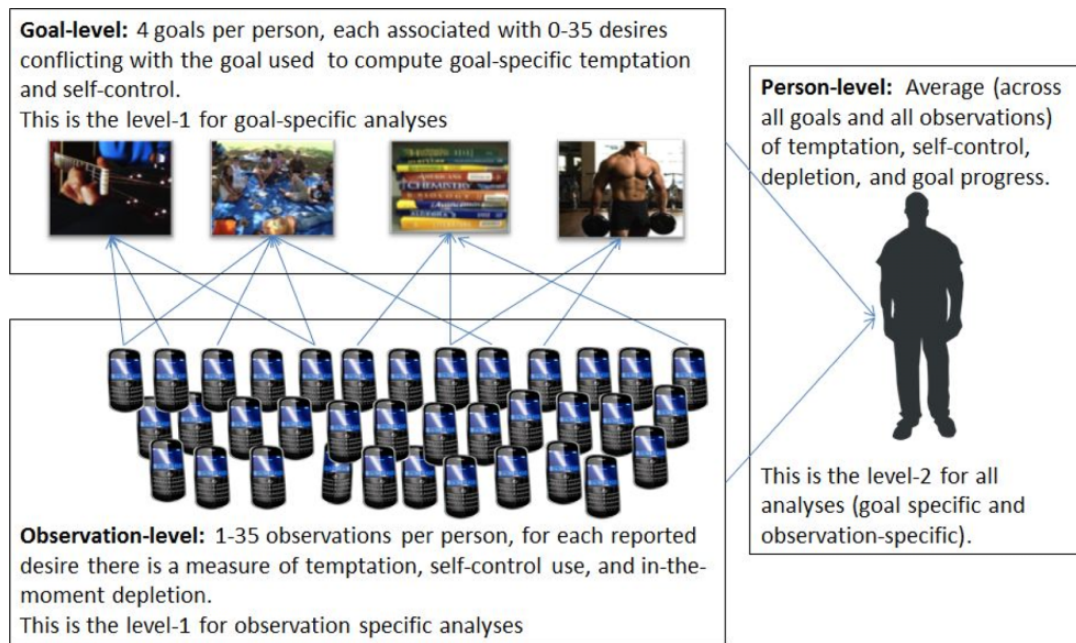 Goal-level: 4 goals per person, each associated with 0-35 desires
conflicting with the goal used to compute goal-specific temptation
and self-control.
This is the level-1 for goal-specific analyses
CHEMISTRY
Person-level: Average (across
all goals and all observations)
of temptation, self-control,
depletion, and goal progress.
This is the level-2 for all
analyses (goal specific and
observation-specific).
Observation-level: 1-35 observations per person, for each reported
desire there is a measure of temptation, self-control use, and in-the-
moment depletion.
This is the level-1 for observation specific analyses